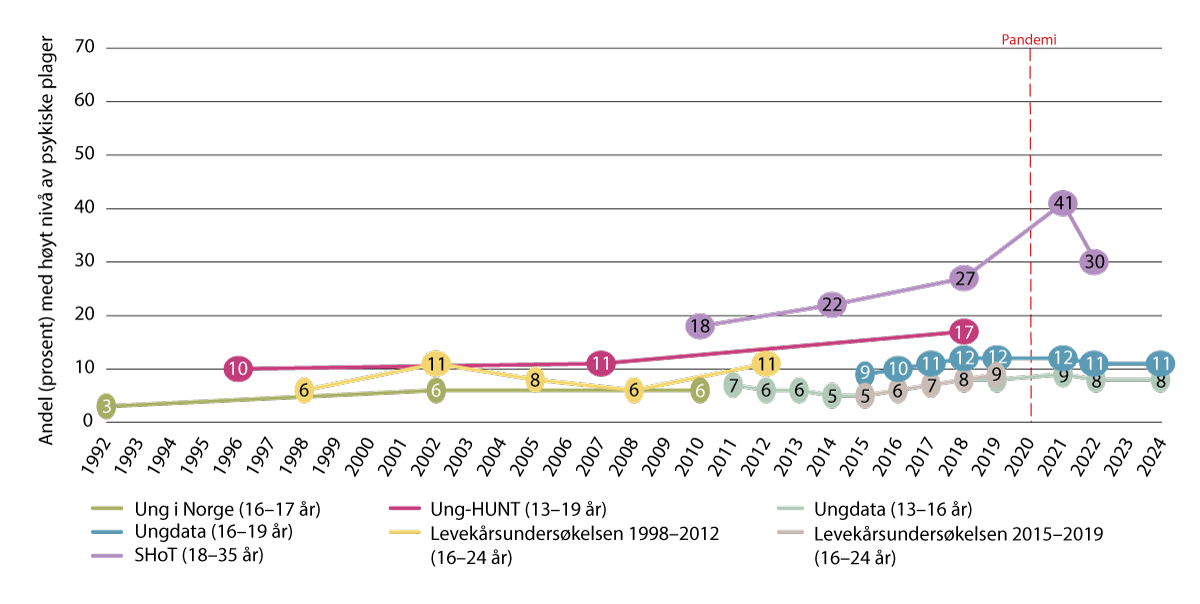 Andel (prosent) med høyt nivå av psykiske plager
Pandemi
70
60
50
40
30
20
10
0
41
30
27
22
18
17
10 11
11 11
6 8 6
3 6 6
9 10 11 12 12 12 11 11
7 6 6 5 9 8 8
5 6 7 8 9
1992 1993 1994 1995 1996 1997 1998 1999 2000 2001 2002 2003 2004 2005 2006 2007 2008 2009 2010 2011 2012 2013 2014 2015 2016 2017 2018 2019 2020 2021 2022 2023 2024
Ung i Norge (16–17 år)
Ungdata (16–19 år)
SHoT (18–35 år)
Ung-HUNT (13–19 år)
Levekårsundersøkelsen 1998–2012
(16–24 år)
Ungdata (13–16 år)
Levekårsundersøkelsen 2015–2019
(16–24 år)